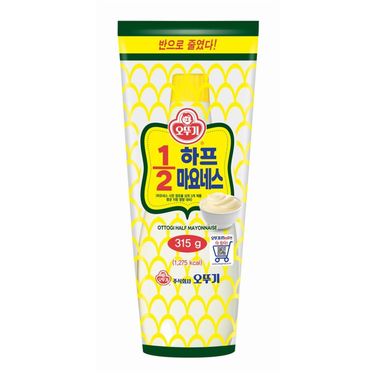 반으로 줄였다!
오뚜기
1/2 하프
마요네스
OTTOGI HALF MAYONNAISE
315 g
(1,275 kcal)
주식회사 오뚜기